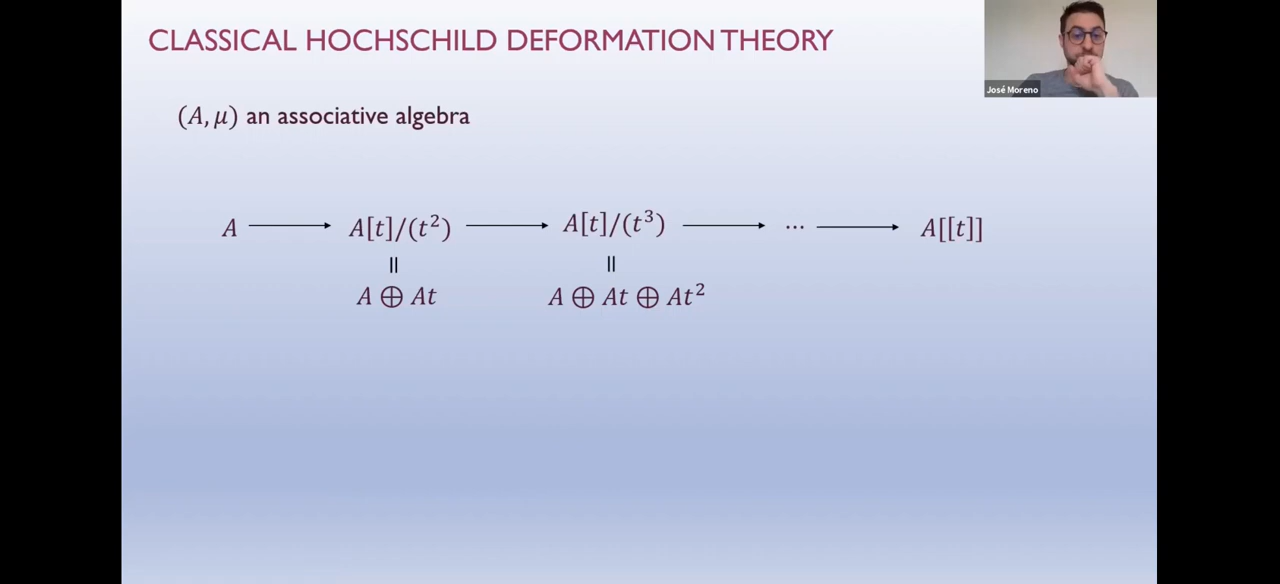 CLASSICAL HOCHSCHILD DEFORMATION THEORY
José Moreno
(A, μ) an associative algebra
A ⟶ A[t]/(t²) ⟶ A[t]/(t³) ⟶ ⋯ ⟶ A[[t]]
|| ||
A ⊕ At A ⊕ At ⊕ At²